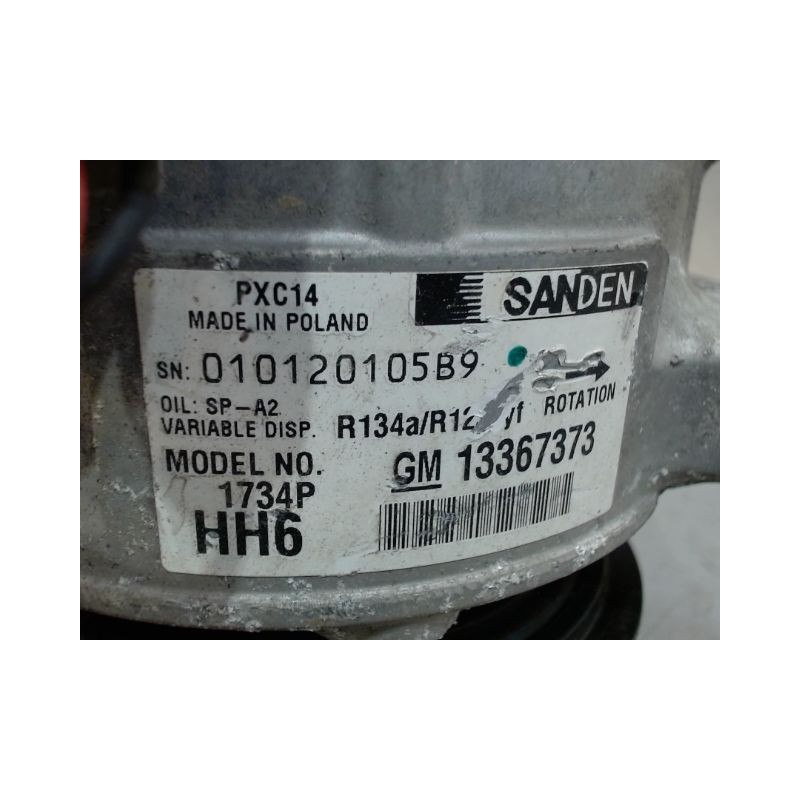 PXC14
SANDEN
MADE IN POLAND
SN: 010120105B9
OIL: SP-A2
ROTATION
VARIABLE DISP. R134a/
MODEL NO. GM 13367373
1734P
HH6